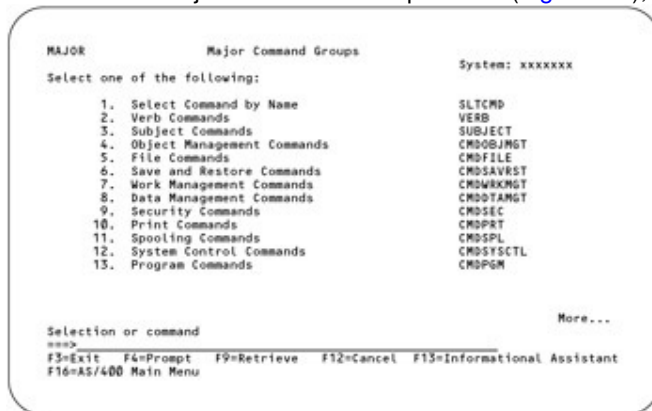 MAJOR Major Command Groups
System: xxxxxxx
Select one of the following:
1. Select Command by Name SLTCMD
2. Verb Commands VERB
3. Subject Commands SUBJECT
4. Object Management Commands CMDOBJMGT
5. File Commands CMDFILE
6. Save and Restore Commands CMDSAVRST
7. Work Management Commands CMDWRKMGT
8. Data Management Commands CMDDTAMGT
9. Security Commands CMDSEC
10. Print Commands CMDPRT
11. Spooling Commands CMDSPL
12. System Control Commands CMDSYSCTL
13. Program Commands CMDPGM
More...
Selection or command
===>
F3=Exit F4=Prompt F9=Retrieve F12=Cancel F13=Informational Assistant
F16=AS/400 Main Menu